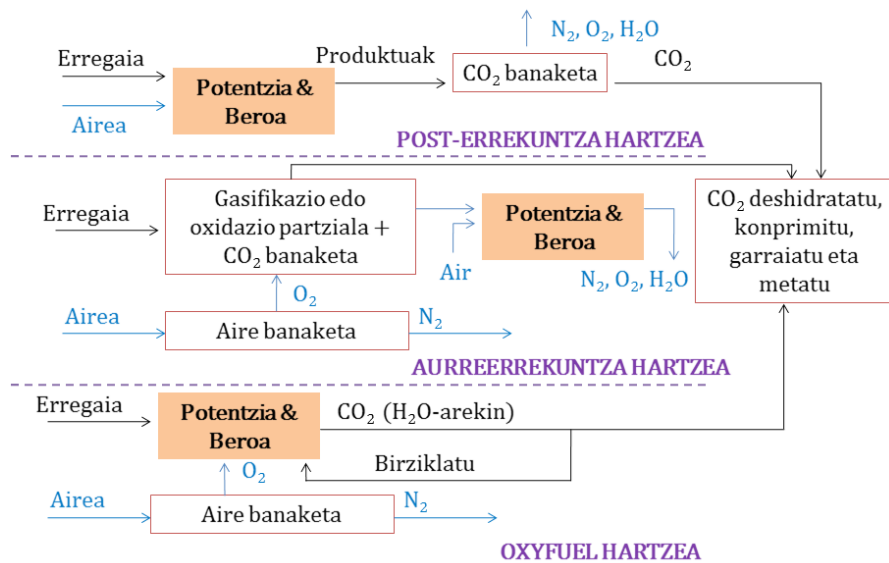 N₂, O₂, H₂O
Erregaia
Produktuak
CO₂
Potentzia &
Beroa
CO₂ banaketa
Airea
POST-ERREKUNTZA HARTZEA
Gasifikazio edo
oxidazio partziala +
CO₂ banaketa
Erregaia
Potentzia &
Beroa
CO₂ deshidratatu,
konprimitu,
garraiatu eta
metatu
Air
N₂, O₂, H₂O
O₂
Airea
Aire banaketa
N₂
AURREERREKUNTZA HARTZEA
Erregaia
Potentzia &
Beroa
CO₂ (H₂O-arekin)
Birziklatu
O₂
Airea
Aire banaketa
N₂
OXYFUEL HARTZEA